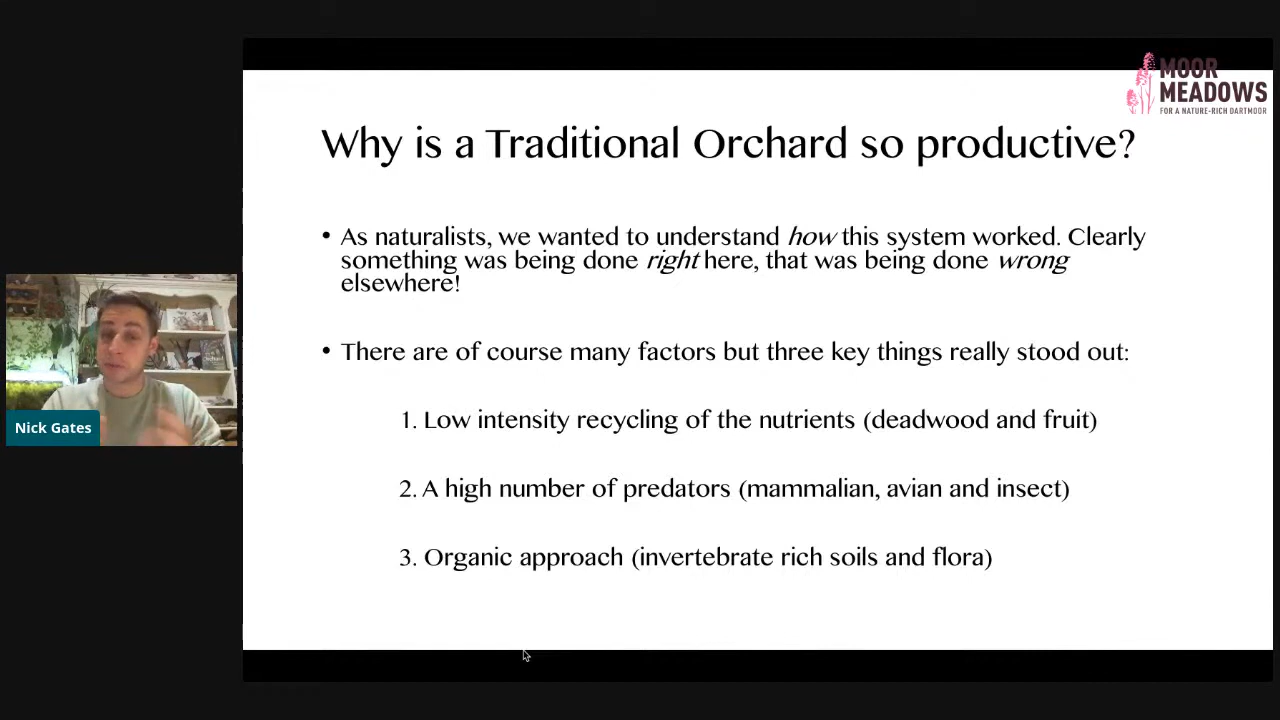 MOOR
MEADOWS
FOR A NATURE-RICH DARTMOOR
Why is a Traditional Orchard so productive?
• As naturalists, we wanted to understand how this system worked. Clearly
something was being done right here, that was being done wrong
elsewhere!
• There are of course many factors but three key things really stood out:
1. Low intensity recycling of the nutrients (deadwood and fruit)
2. A high number of predators (mammalian, avian and insect)
3. Organic approach (invertebrate rich soils and flora)
Nick Gates